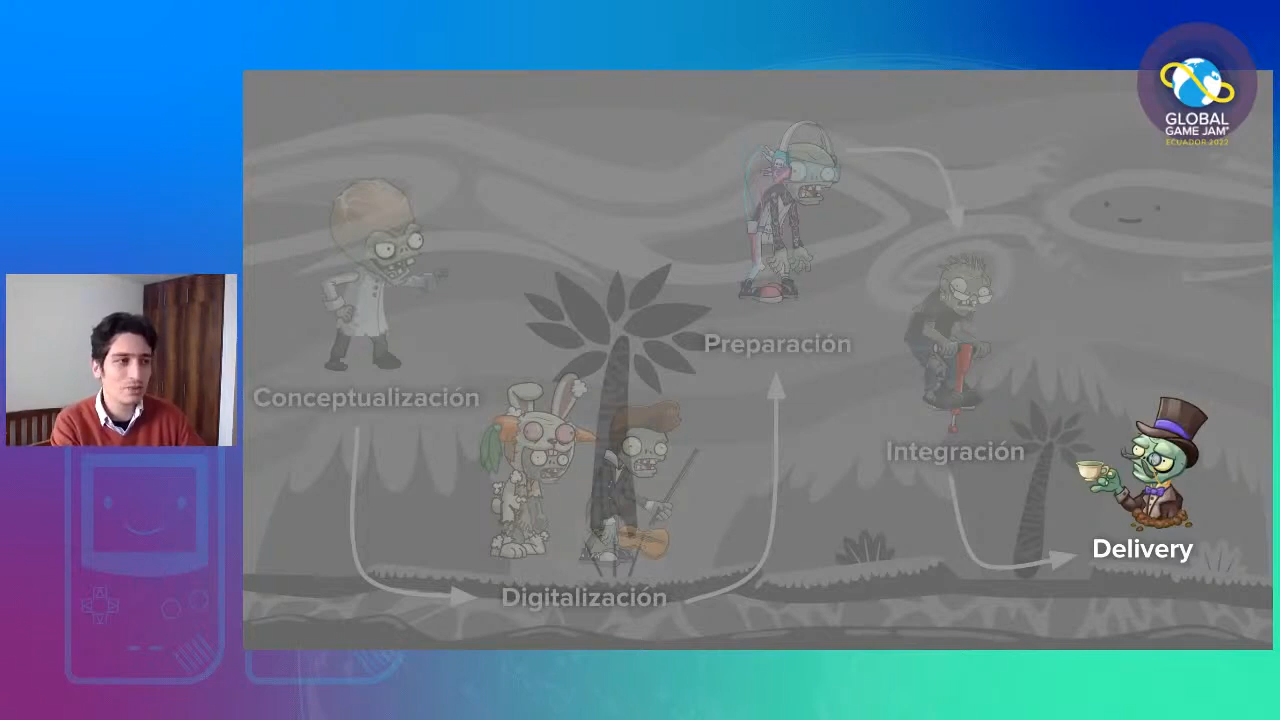 GLOBAL
GAME JAM
ECUADOR 2022
Preparación
Conceptualización
Integración
Delivery
Digitalización